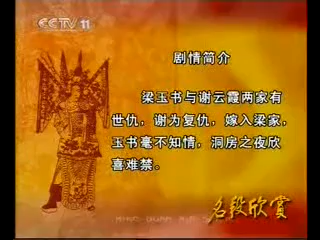 CCTV 11
剧情简介
梁玉书与谢云霞两家有
世仇，谢为复仇，嫁入梁家，
玉书毫不知情，洞房之夜欣
喜难禁。
名段欣赏